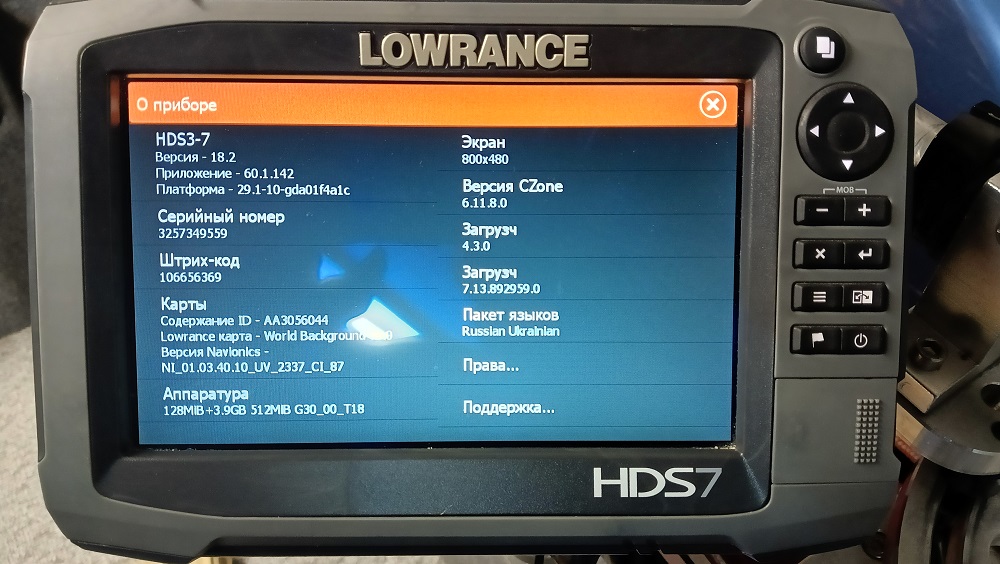 LOWRANCE
О приборе
HDS3-7
Версия - 18.2
Приложение - 60.1.142
Платформа - 29.1-10-gda01f4a1c
Серийный номер
3257349559
Штрих-код
106656369
Карты
Содержание ID - AA3056044
Lowrance карта - World Background
Версия Navionics -
NI_01.03.40.10_UV_2337_CI_87
Аппаратура
128MiB+3.9GB 512MiB G30_00_T18
Экран
800x480
Версия CZone
6.11.8.0
Загрузч
4.3.0
Загрузч
7.13.892959.0
Пакет языков
Russian Ukrainian
Права...
Поддержка...
MOB
HDS7